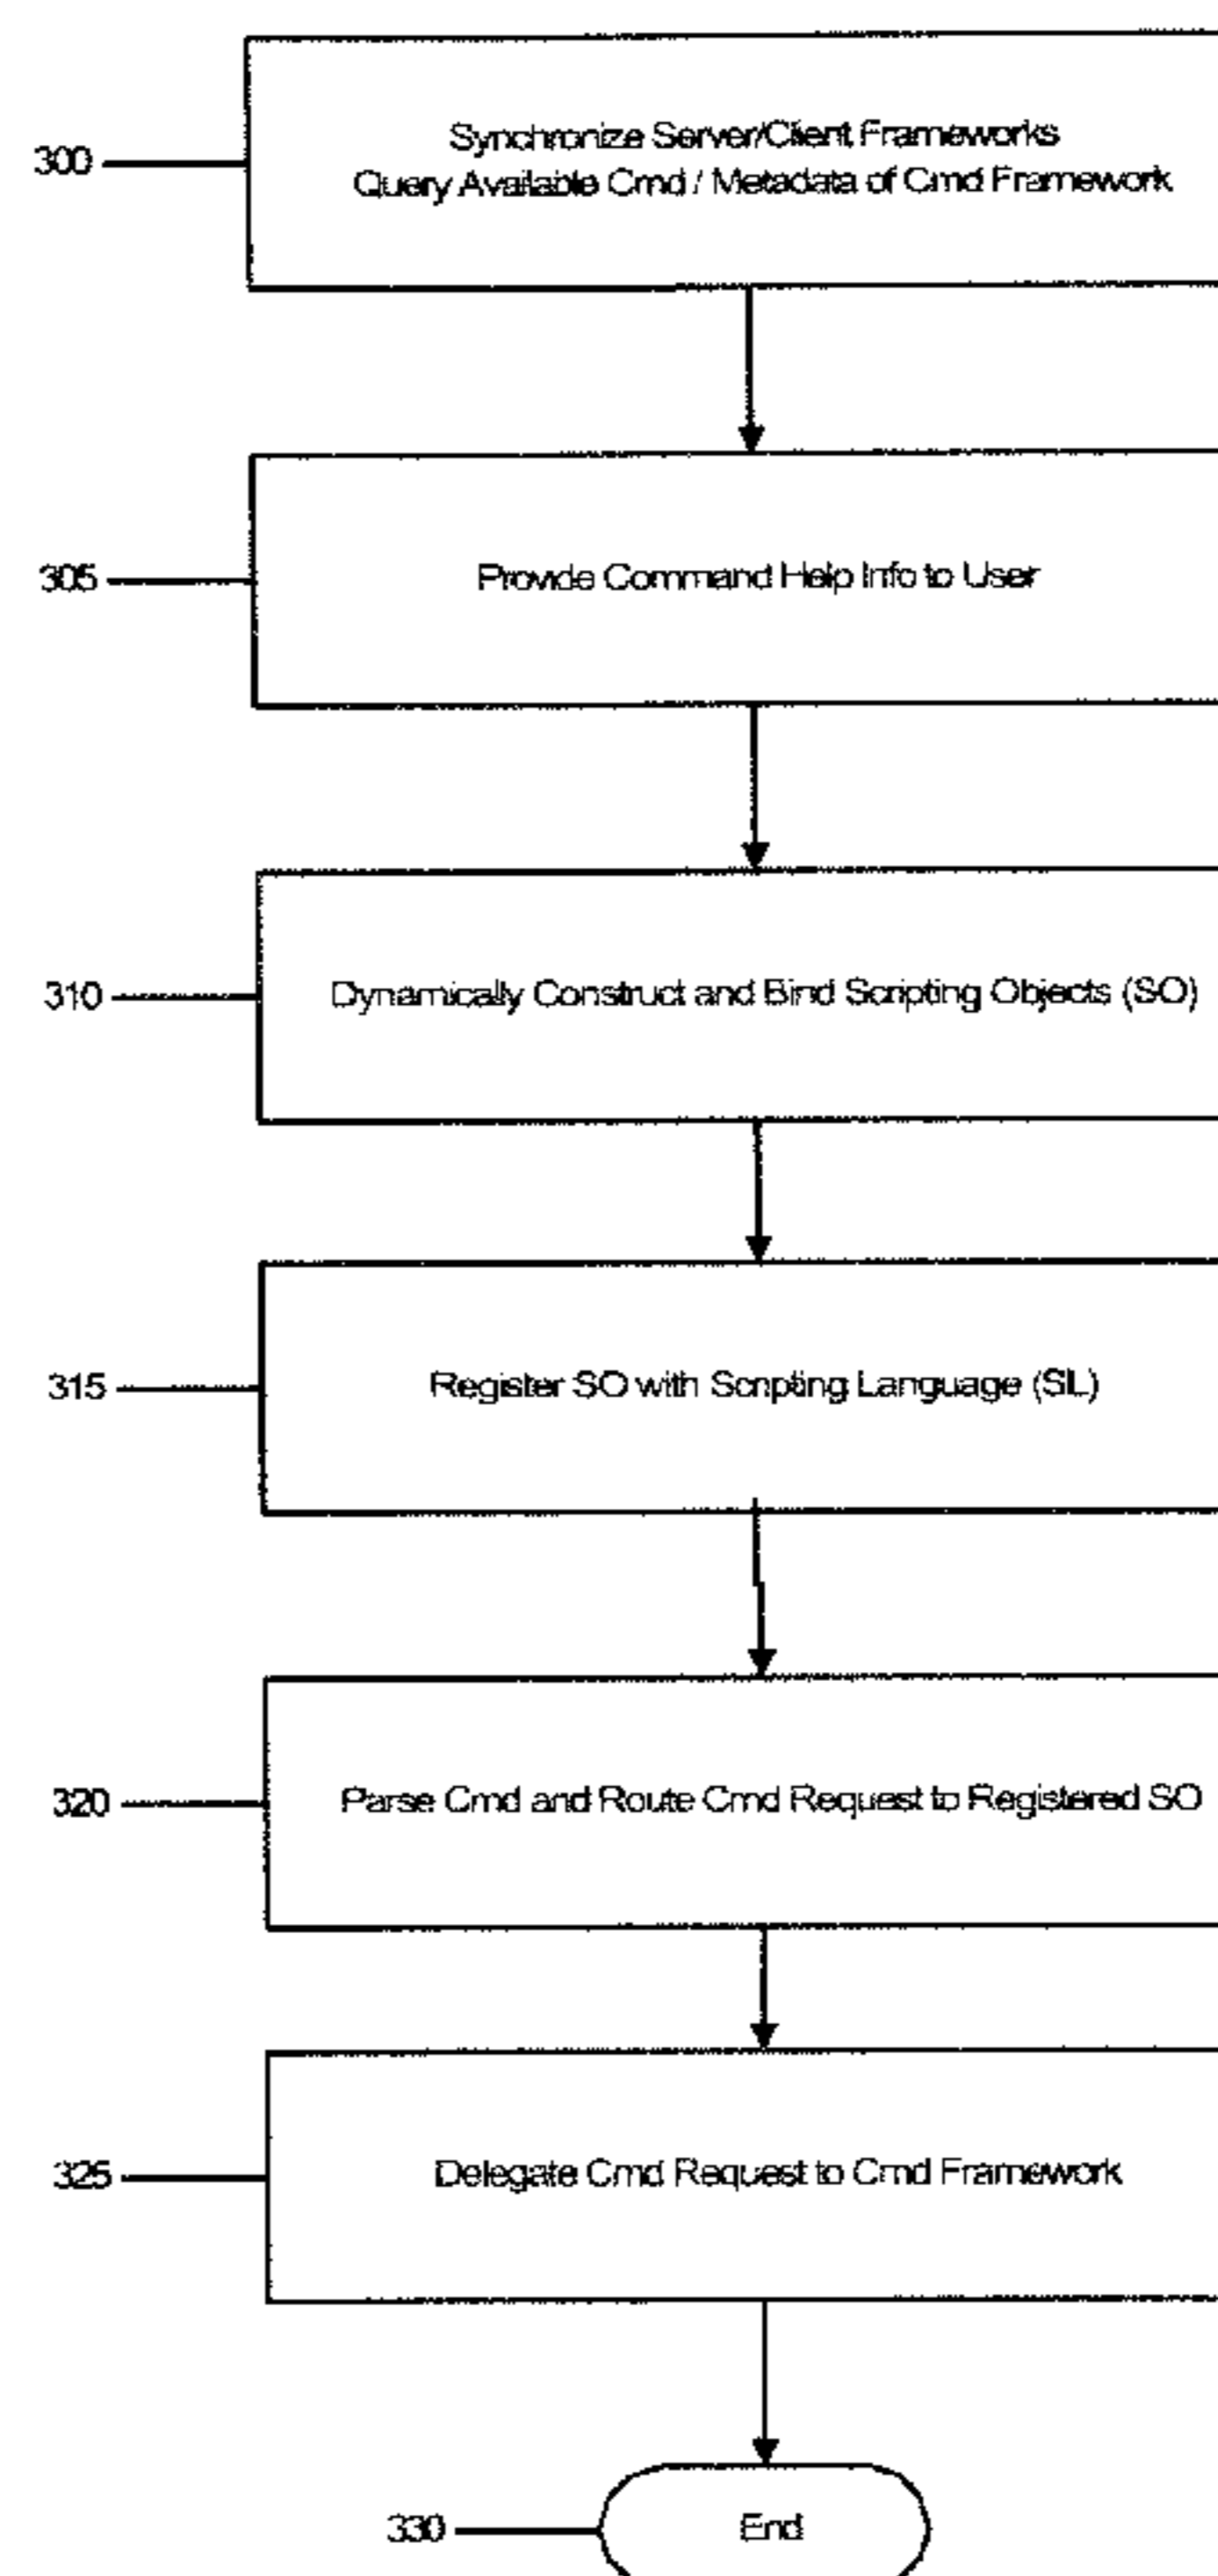 300
Synchronize Server/Client Frameworks
Query Available Cmd / Metadata of Cmd Framework
305
Provide Command Help Info to User
310
Dynamically Construct and Bind Scripting Objects (SO)
315
Register SO with Scripting Language (SL)
320
Parse Cmd and Route Cmd Request to Registered SO
325
Delegate Cmd Request to Cmd Framework
330
End